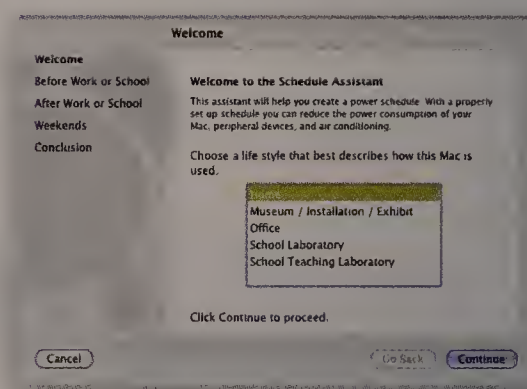 Welcome
Welcome
Before Work or School
After Work or School
Weekends
Conclusion
Welcome to the Schedule Assistant
This assistant will help you create a power schedule. With a properly
set up schedule you can reduce the power consumption of your
Mac, peripheral devices, and air conditioning.
Choose a life style that best describes how this Mac is
used.
Home
Museum / Installation / Exhibit
Office
School Laboratory
School Teaching Laboratory
Click Continue to proceed.
Cancel
Go Back
Continue